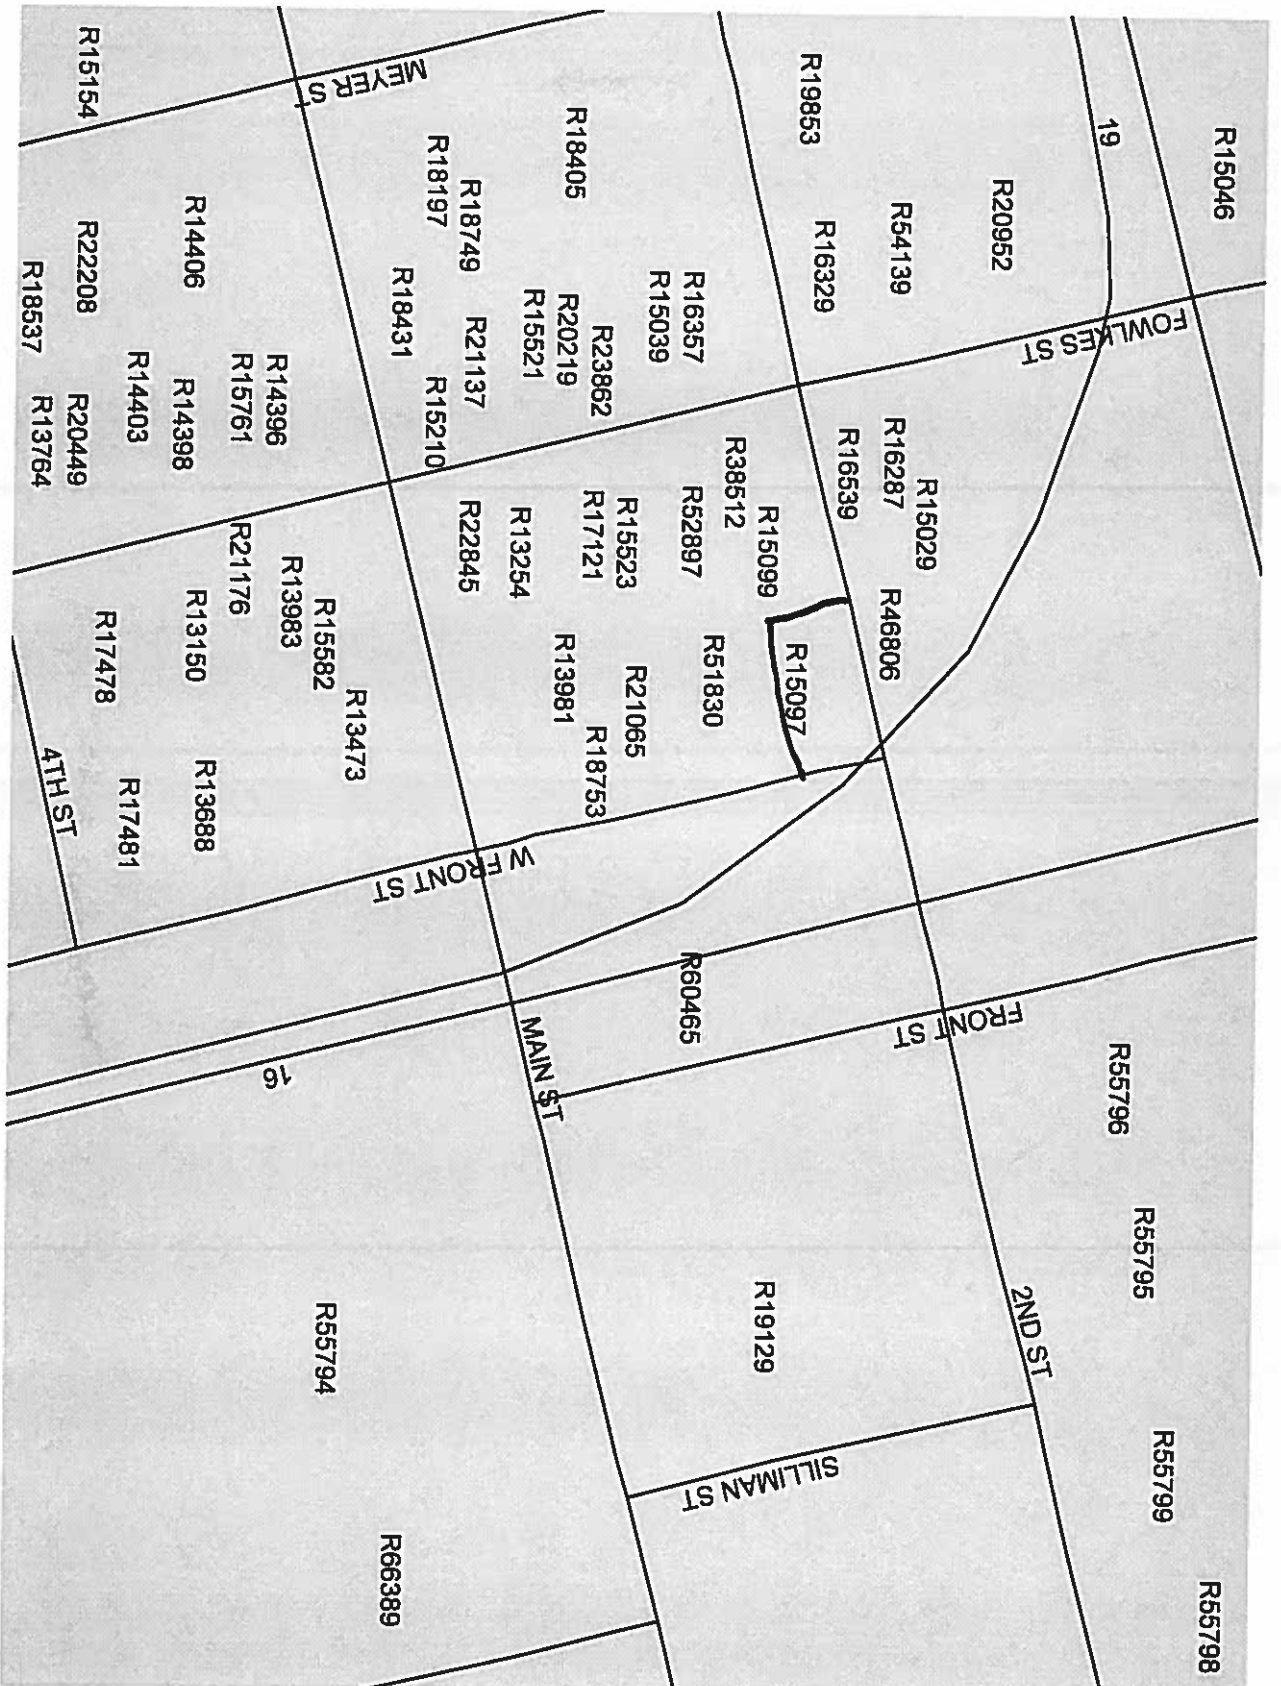 R15046
19
R20952
R54139
R19853
R16329
FOWLKES ST
R15154
MEYER ST
R18405
R18197
R18749
R18431
R21137
R15210
R15521
R20219
R23862
R15039
R16357
R14406
R22208
R18537
R14396
R15761
R14398
R14403
R20449
R13764
R16539
R16287
R15029
R46806
R38512
R15099
R52897
R15097
R51830
R15523
R17121
R13254
R22845
R21065
R13981
R18753
W FRONT ST
R21176
R13983
R15582
R13473
R13150
R17478
R13688
R17481
4TH ST
R60465
16
MAIN ST
FRONT ST
R55796
R55795
2ND ST
R19129
R55794
SILLIMAN ST
R55799
R55798
R66389